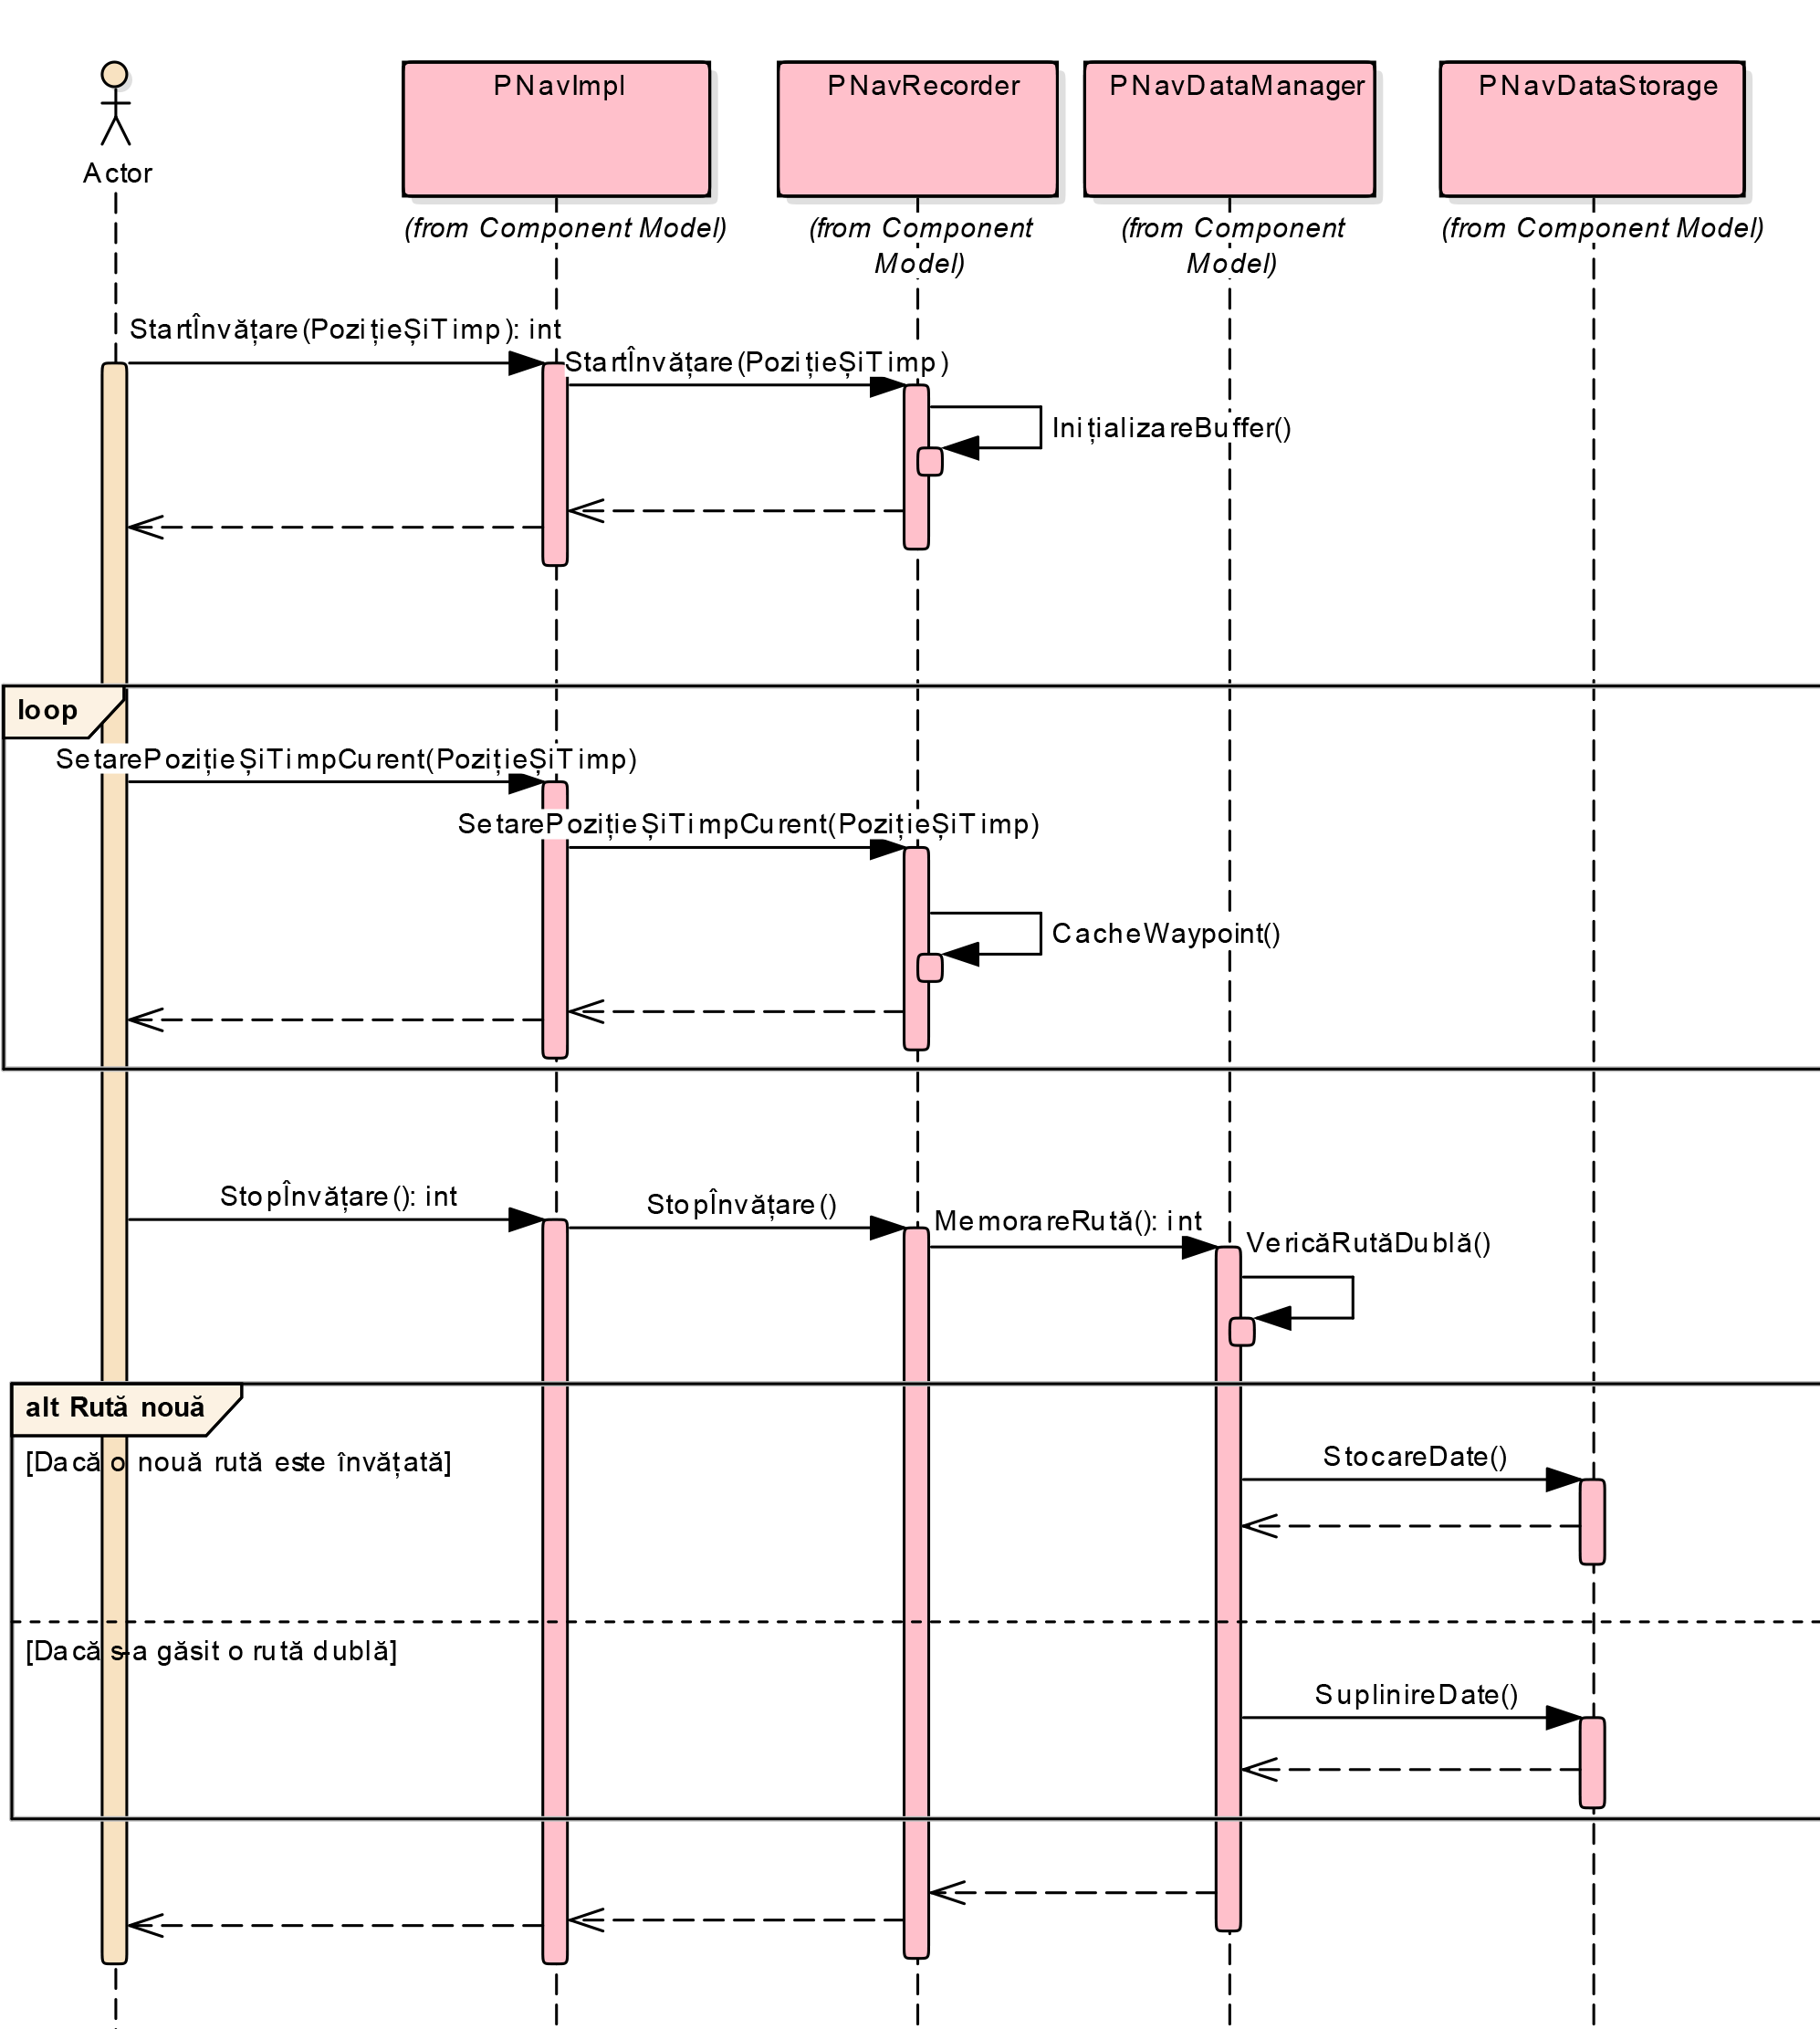 Actor
PNavImpl
PNavRecorder
PNavDataManager
PNavDataStorage
(from Component Model)
(from Component
Model)
(from Component
Model)
(from Component Model)
StartÎnvățare(PozițieȘiTimp): int
StartÎnvățare(PozițieȘiTimp)
InițializareBuffer()
loop
SetarePozițieȘiTimpCurent(PozițieȘiTimp)
SetarePozițieȘiTimpCurent(PozițieȘiTimp)
CacheWaypoint()
StopÎnvățare(): int
StopÎnvățare()
MemorareRută(): int
VericăRutăDublă()
alt Rută nouă
[Dacă o nouă rută este învățată]
StocareDate()
[Dacă s-a găsit o rută dublă]
SuplinireDate()